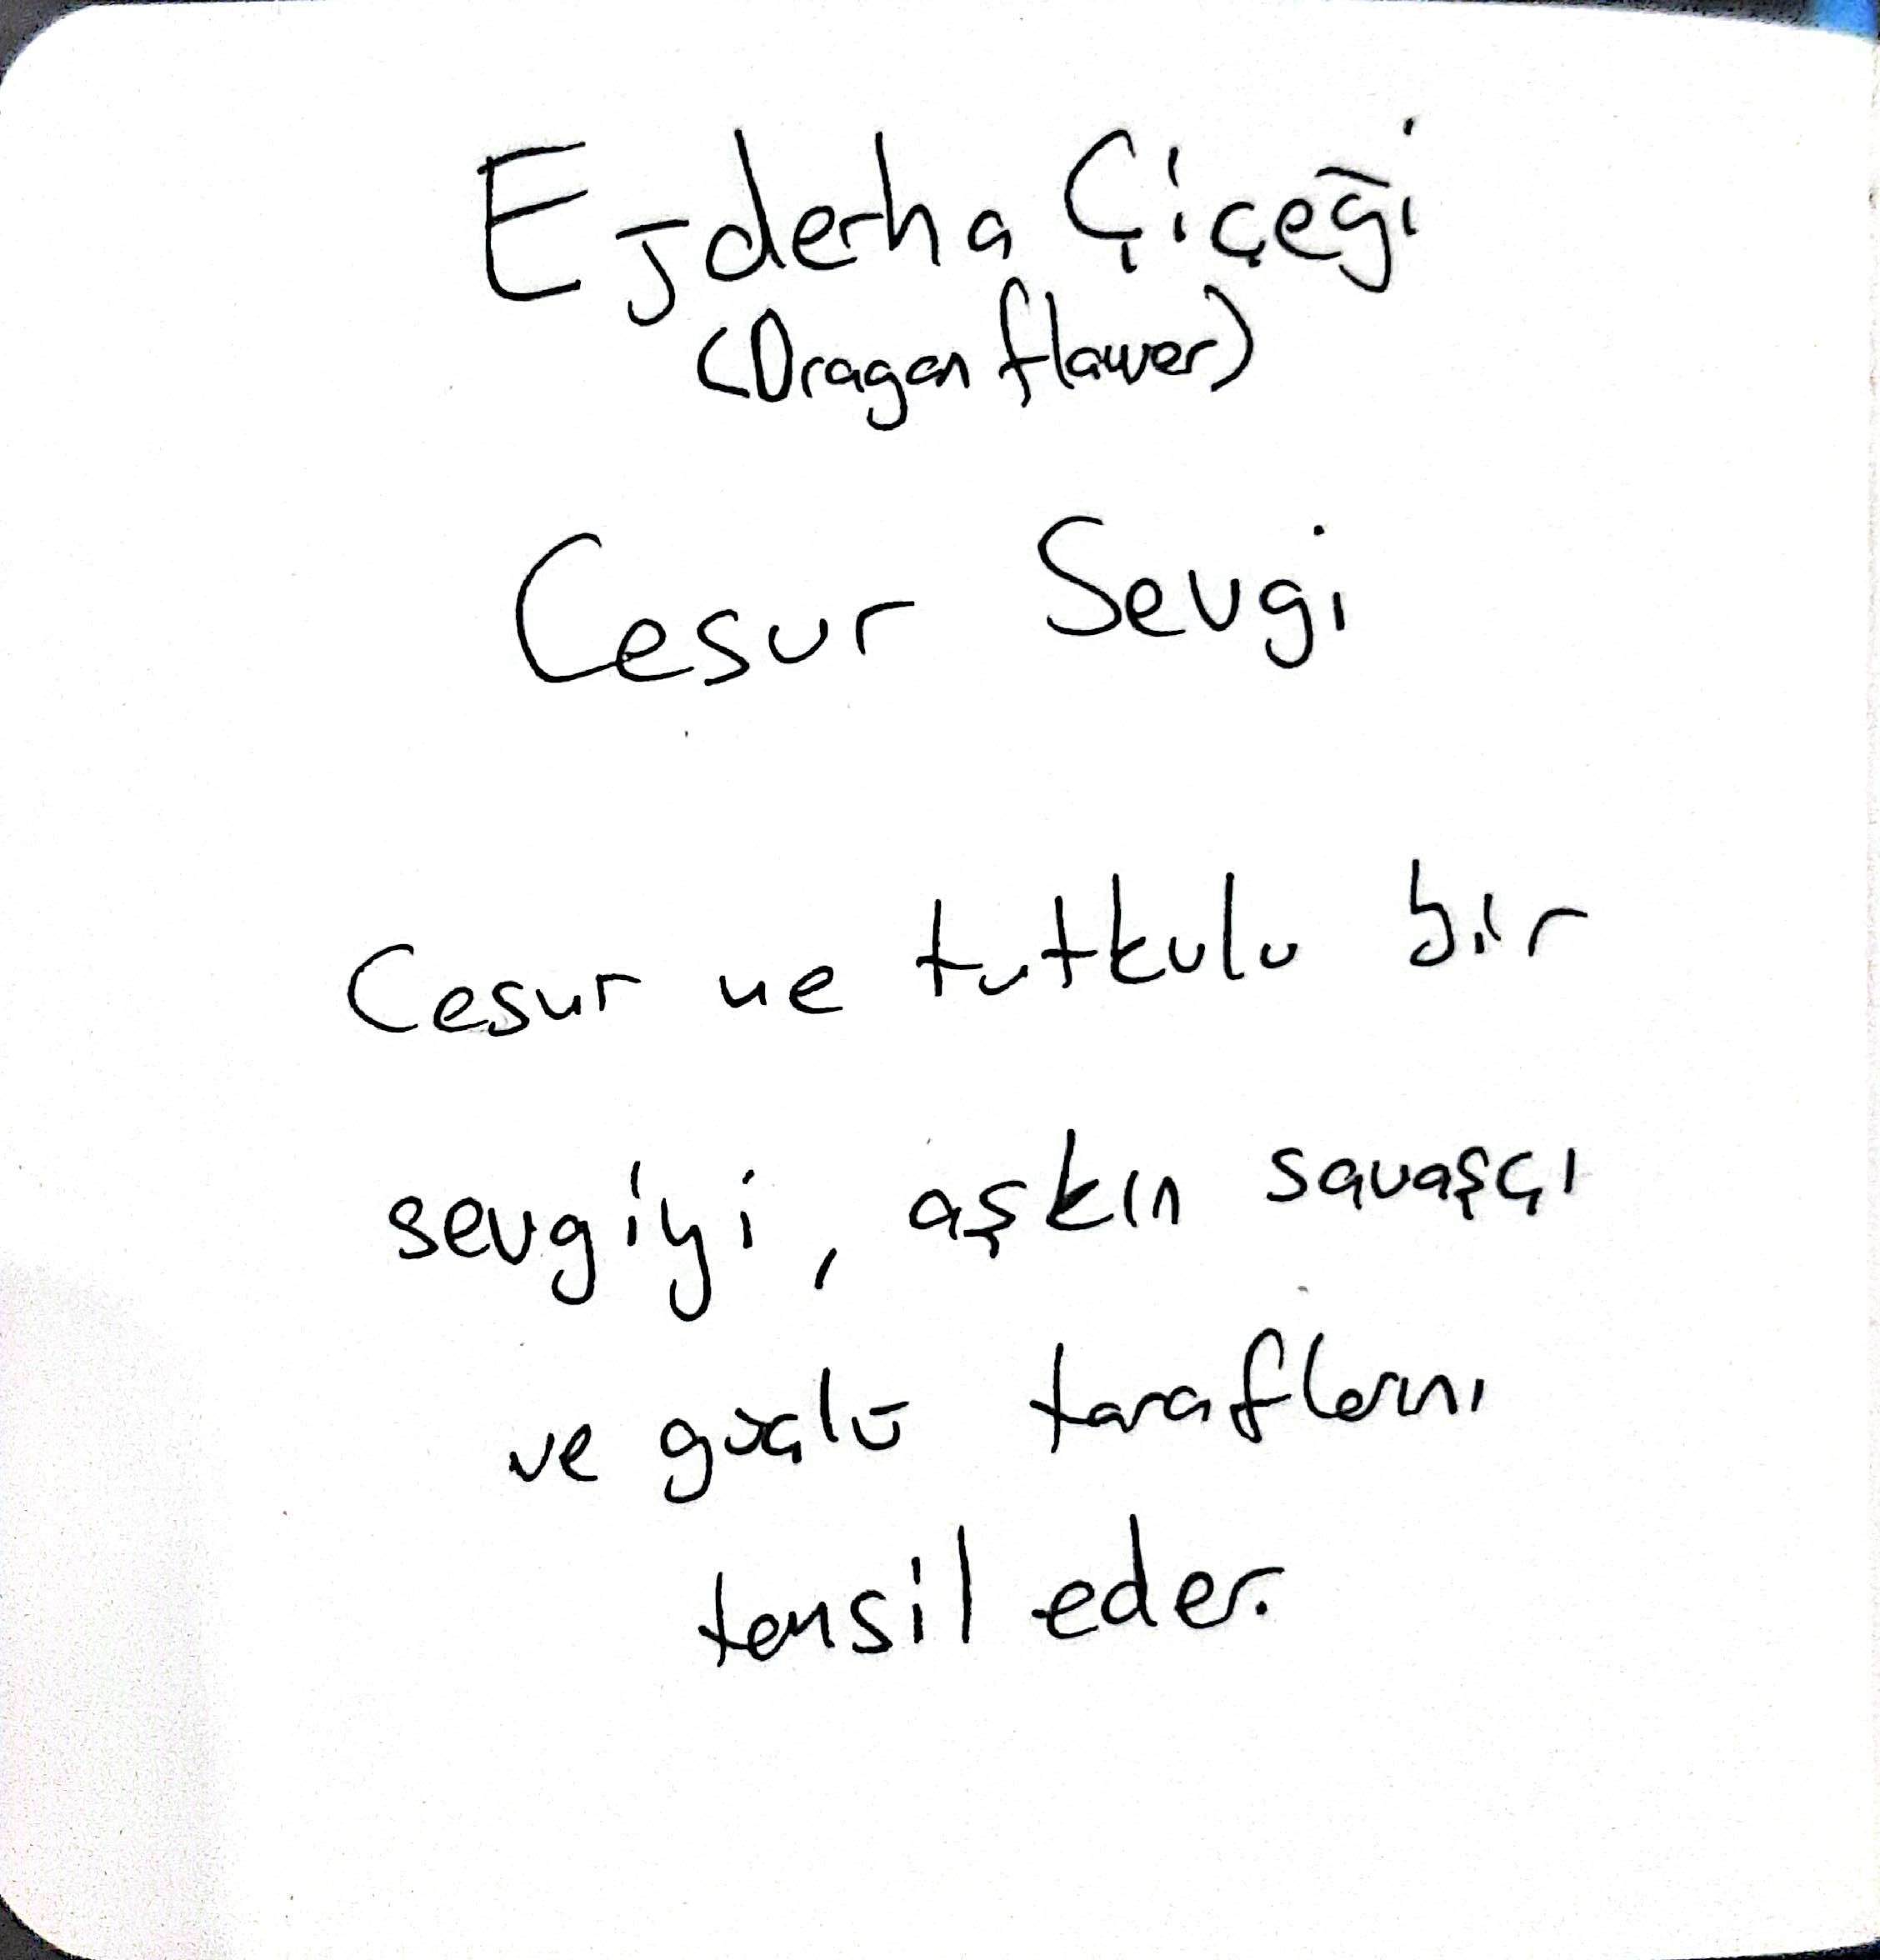 Ejderha Çiçeği
(Dragon flower)
Cesur Sevgi
Cesur ve tutkulu bir
sevgiyi, aşkın savaşçı
ve güçlü taraflarını
temsil eder.